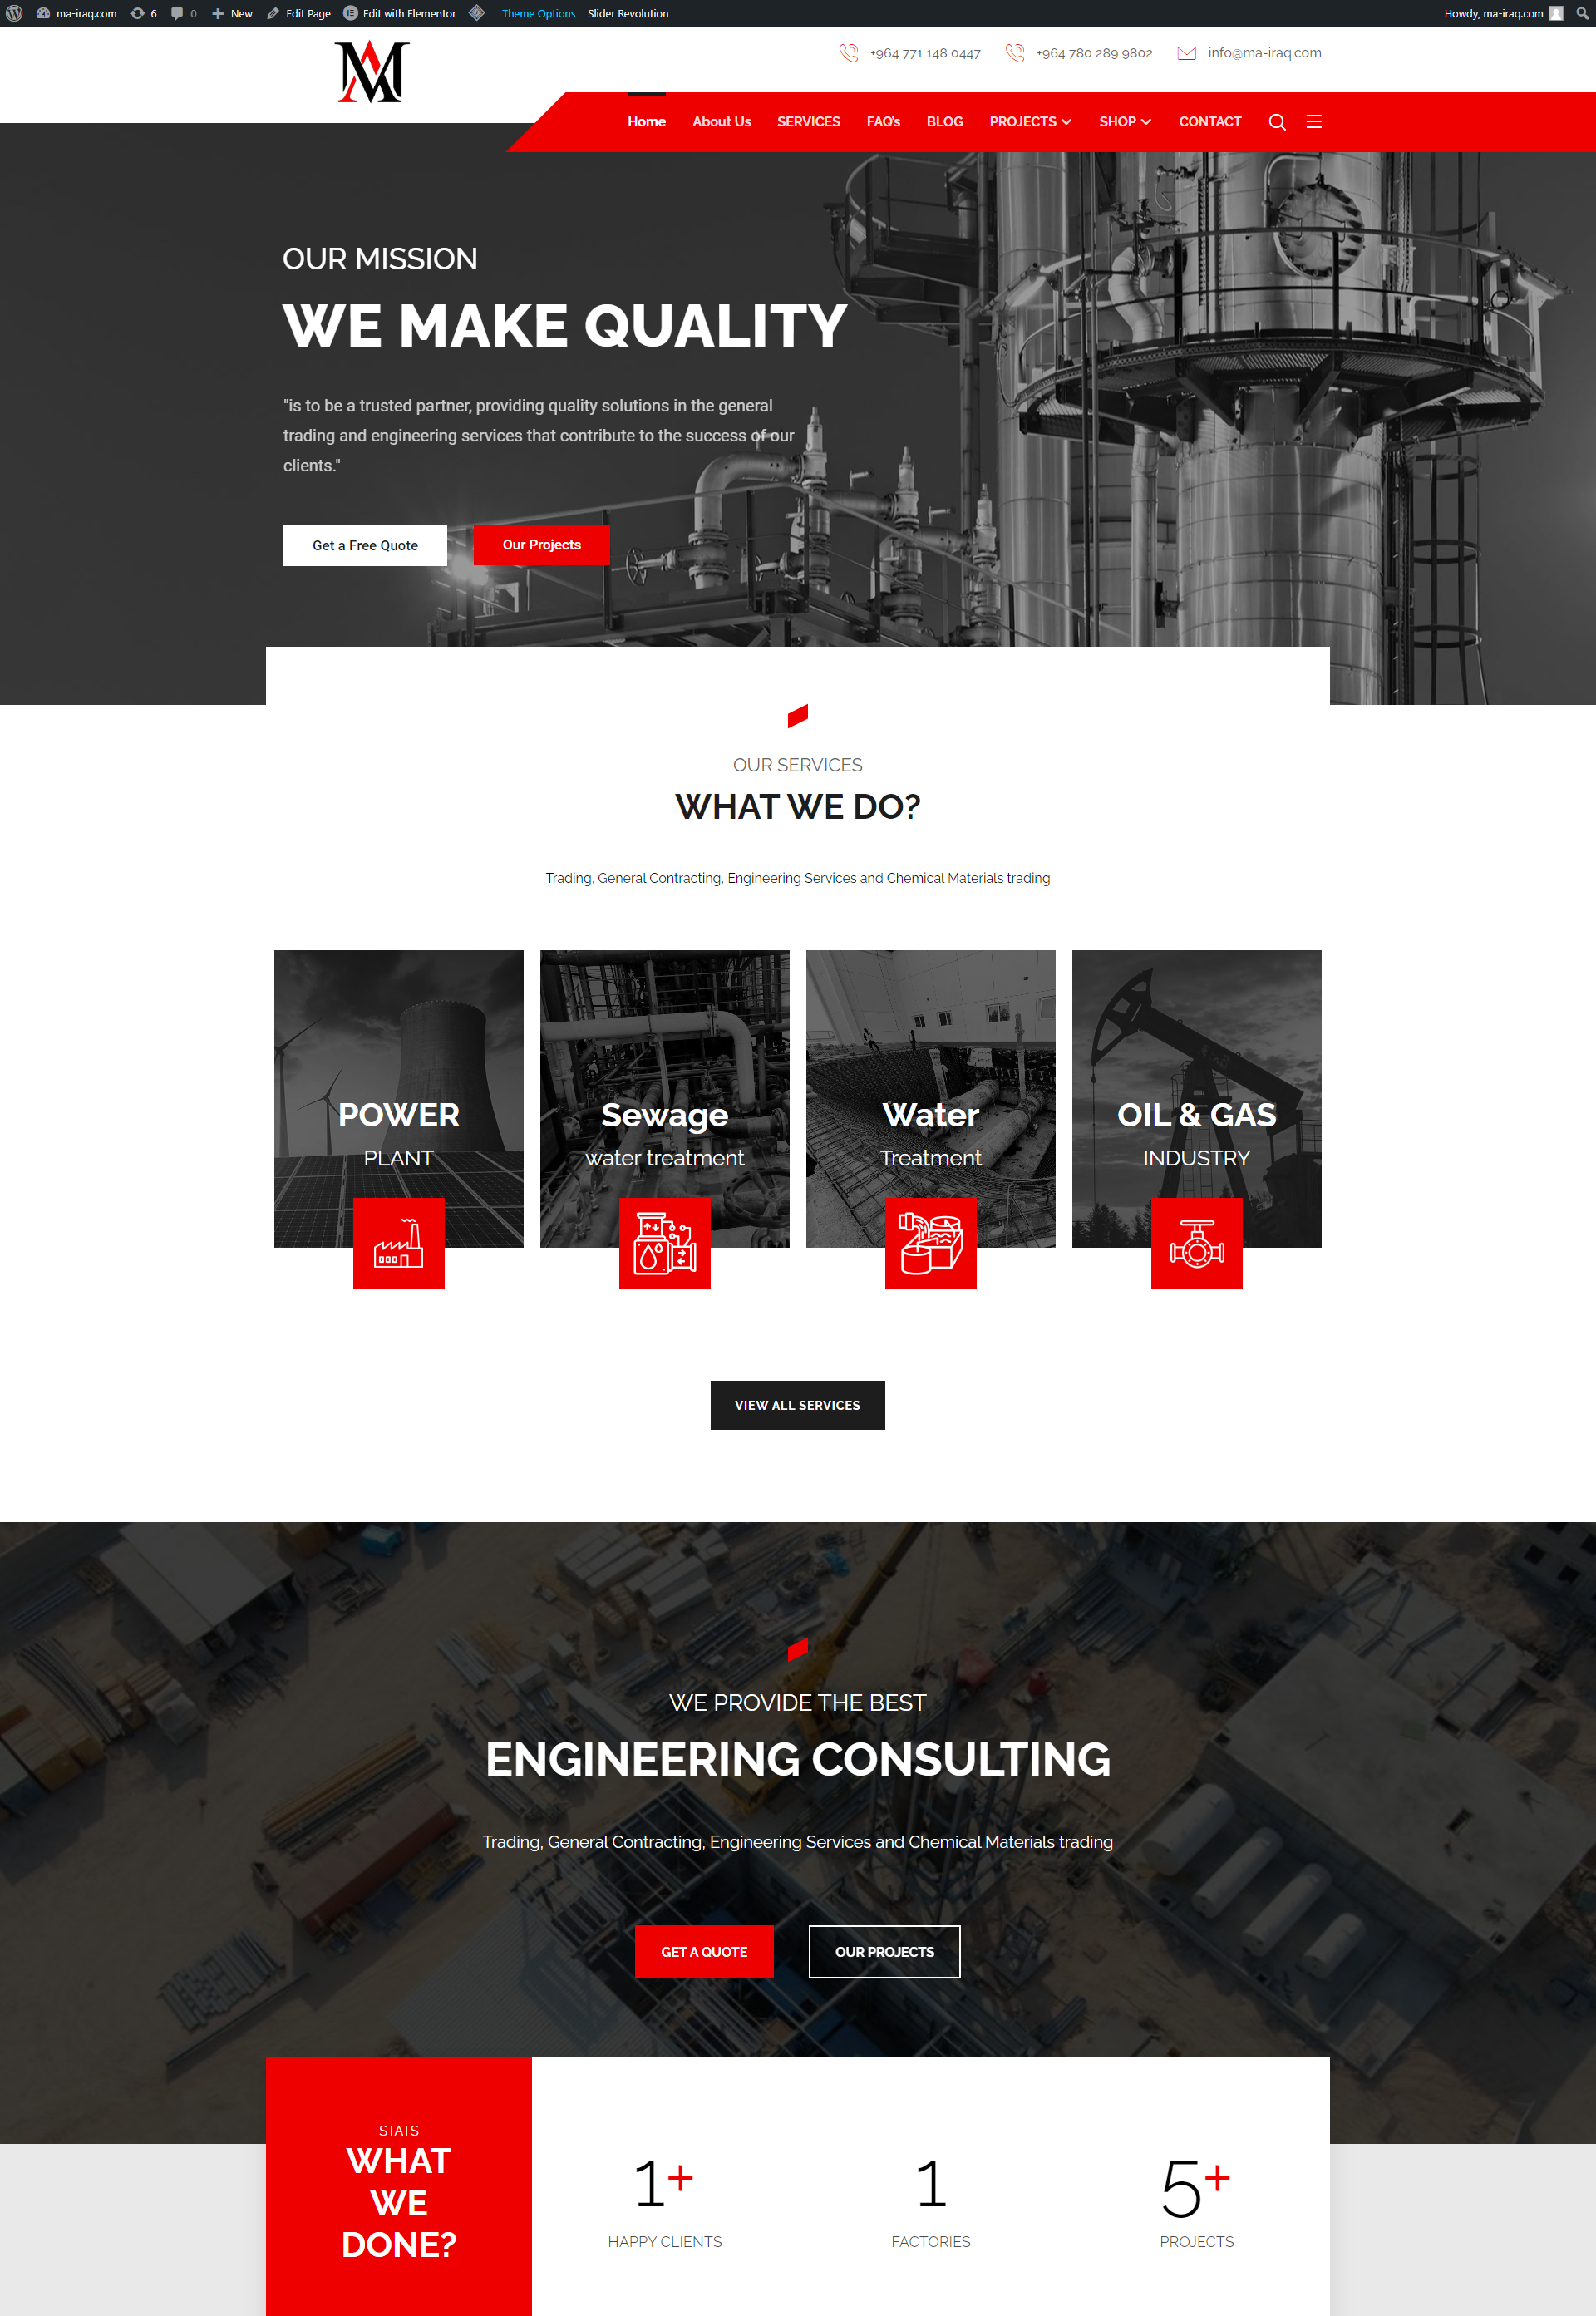 ma-iraq.com 6 0 New Edit Page Edit with Elementor Theme Options Slider Revolution Howdy, ma-iraq.com
MA
+964 771 148 0447 +964 780 289 9802 info@ma-iraq.com
Home About Us SERVICES FAQ's BLOG PROJECTS SHOP CONTACT
OUR MISSION
WE MAKE QUALITY
"is to be a trusted partner, providing quality solutions in the general
trading and engineering services that contribute to the success of our
clients."
Get a Free Quote Our Projects
OUR SERVICES
WHAT WE DO?
Trading, General Contracting, Engineering Services and Chemical Materials trading
POWER
PLANT
Sewage
water treatment
Water
Treatment
OIL & GAS
INDUSTRY
VIEW ALL SERVICES
WE PROVIDE THE BEST
ENGINEERING CONSULTING
Trading, General Contracting, Engineering Services and Chemical Materials trading
GET A QUOTE OUR PROJECTS
STATS
WHAT
WE
DONE?
1+
HAPPY CLIENTS
1
FACTORIES
5+
PROJECTS